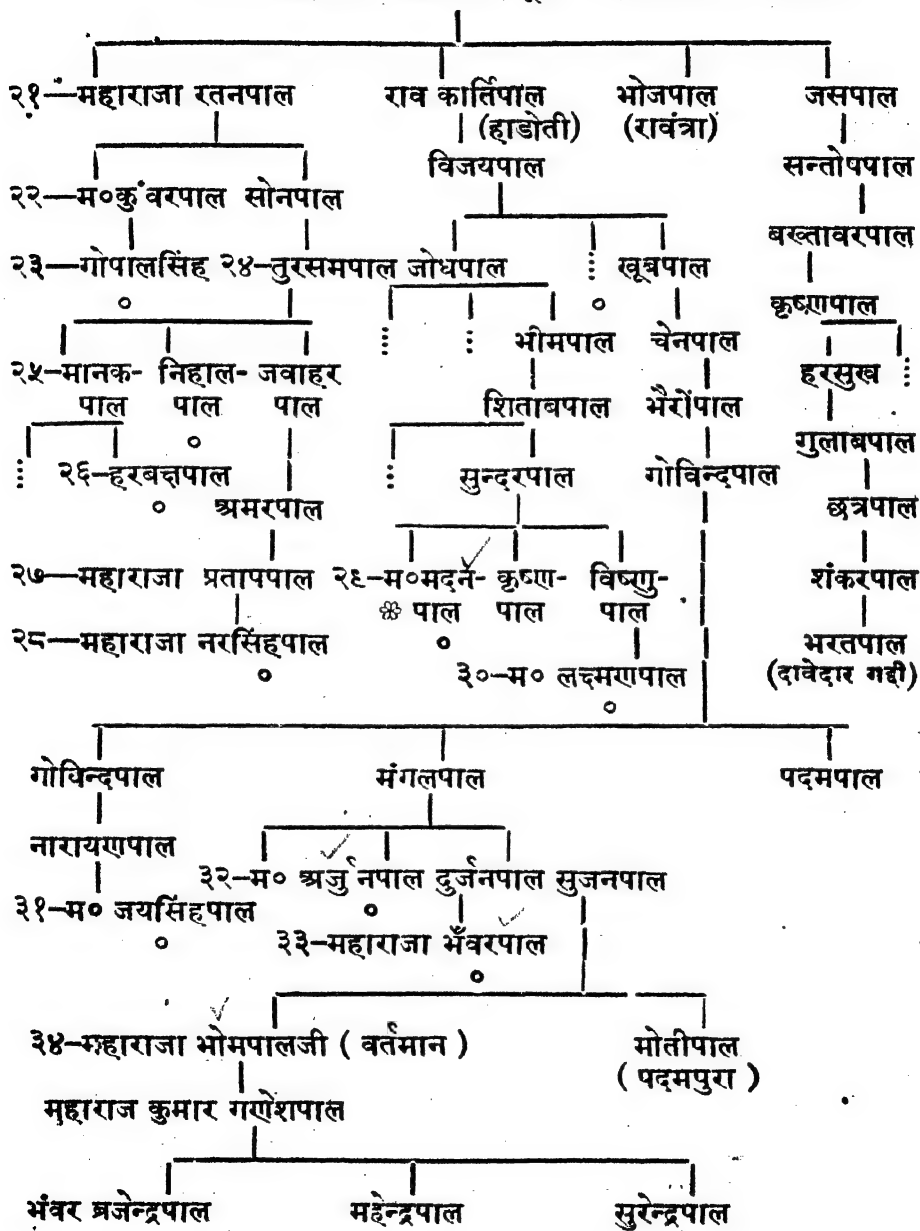 २१—महाराजा रतनपाल राव कार्तिपाल भोजपाल जसपाल
(हाडोती) (रावंत्रा)
विजयपाल सन्तोपपाल
२२—म०कुंवरपाल सोनपाल
बख्तावरपाल
२३—गोपालसिंह २४-तुरसमपाल जोधपाल खूबपाल
कृष्णपाल
भीमपाल चेनपाल
२५—मानक- निहाल- जवाहर हरसुख
पाल पाल पाल शिताबपाल भैरोंपाल
गुलाबपाल
२६—हरबक्षपाल सुन्दरपाल गोविन्दपाल
अमरपाल छत्रपाल
२७—महाराजा प्रतापपाल २९-म०मदन- कृष्ण- विष्णु- शंकरपाल
पाल पाल पाल
२८—महाराजा नरसिंहपाल भरतपाल
३०-म० लक्ष्मणपाल (दावेदार गद्दी)
गोविन्दपाल मंगलपाल पदमपाल
नारायणपाल
३२-म० अर्जुनपाल दुर्जनपाल सुजनपाल
३१-म० जयसिंहपाल
३३-महाराजा भँवरपाल
३४—महाराजा भोमपालजी ( वर्तमान ) मोतीपाल
( पदमपुरा )
महाराज कुमार गणेशपाल
भंवर ब्रजेन्द्रपाल महेन्द्रपाल सुरेन्द्रपाल